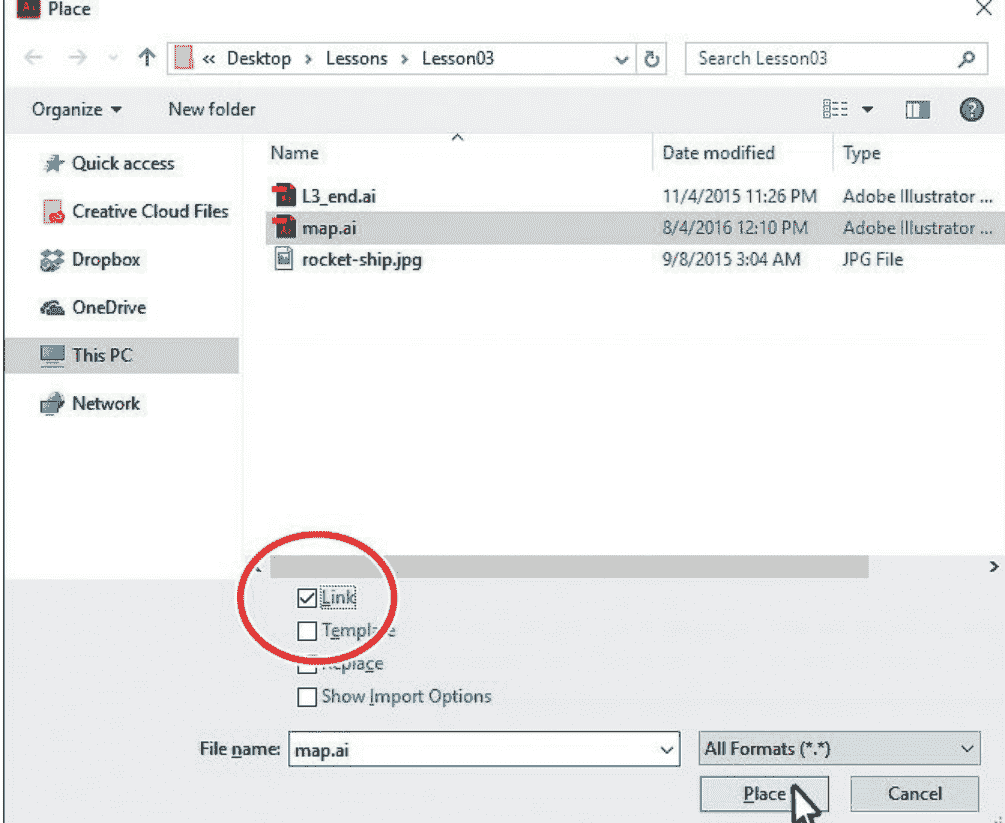 Place
« Desktop › Lessons › Lesson03
Search Lesson03
Organize
New folder
Name
Date modified
Type
Quick access
Creative Cloud Files
Dropbox
OneDrive
This PC
Network
L3_end.ai 11/4/2015 11:26 PM Adobe Illustrator ...
map.ai 8/4/2016 12:10 PM Adobe Illustrator ...
rocket-ship.jpg 9/8/2015 3:04 AM JPG File
Link
Template
Replace
Show Import Options
File name: map.ai
All Formats (*.*)
Place
Cancel